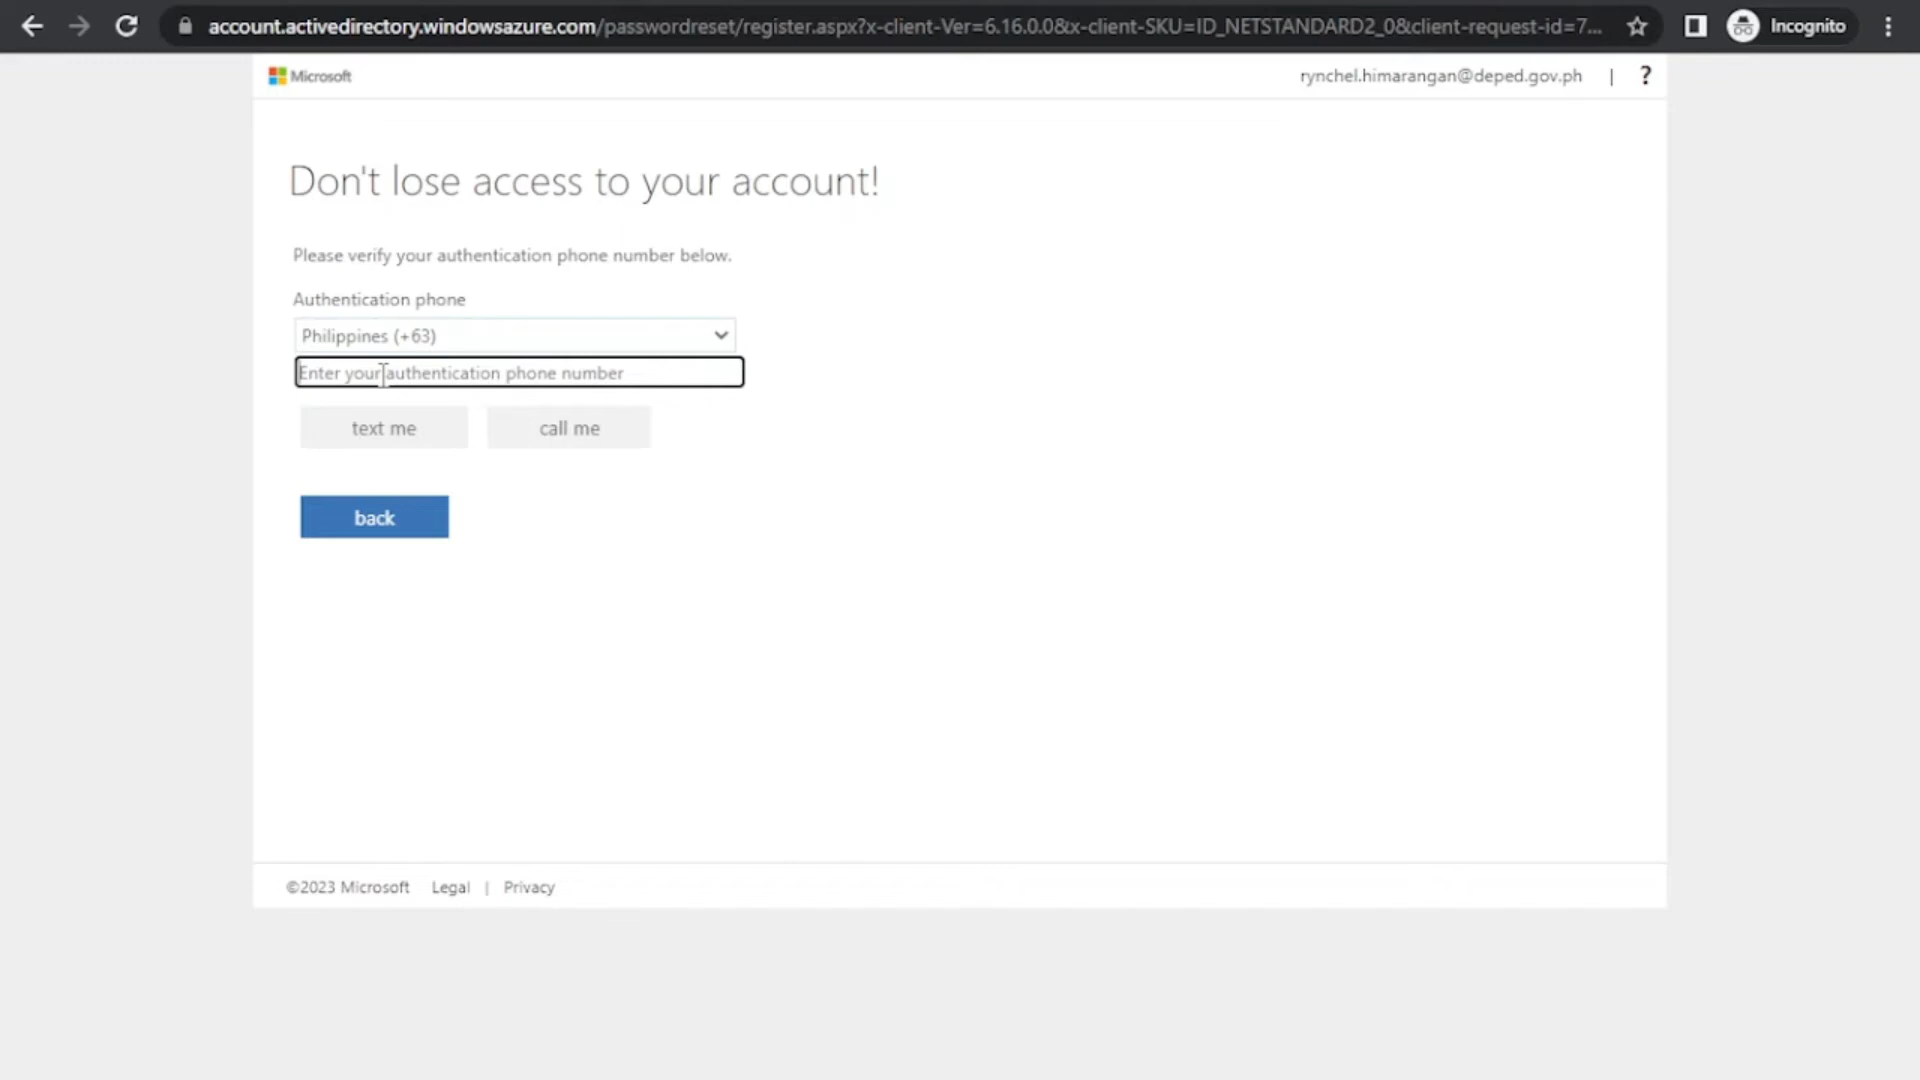 account.activedirectory.windowsazure.com/passwordreset/register.aspx?x-client-Ver=6.16.0.0&x-client-SKU=ID_NETSTANDARD2_0&client-request-id=7...
Incognito
Microsoft
rynchel.himarangan@deped.gov.ph | ?
Don't lose access to your account!
Please verify your authentication phone number below.
Authentication phone
Philippines (+63)
Enter your authentication phone number
text me
call me
back
©2023 Microsoft Legal | Privacy